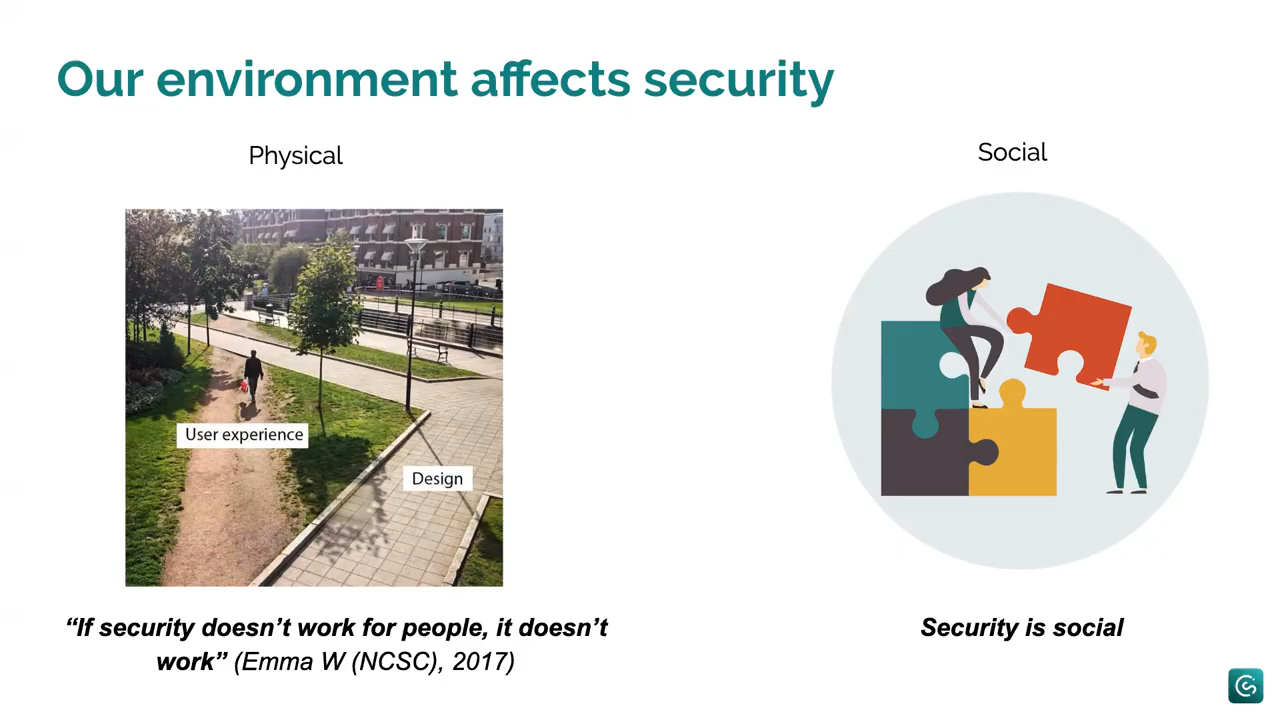 Our environment affects security
Physical
Social
User experience
Design
“If security doesn’t work for people, it doesn’t
work” (Emma W (NCSC), 2017)
Security is social